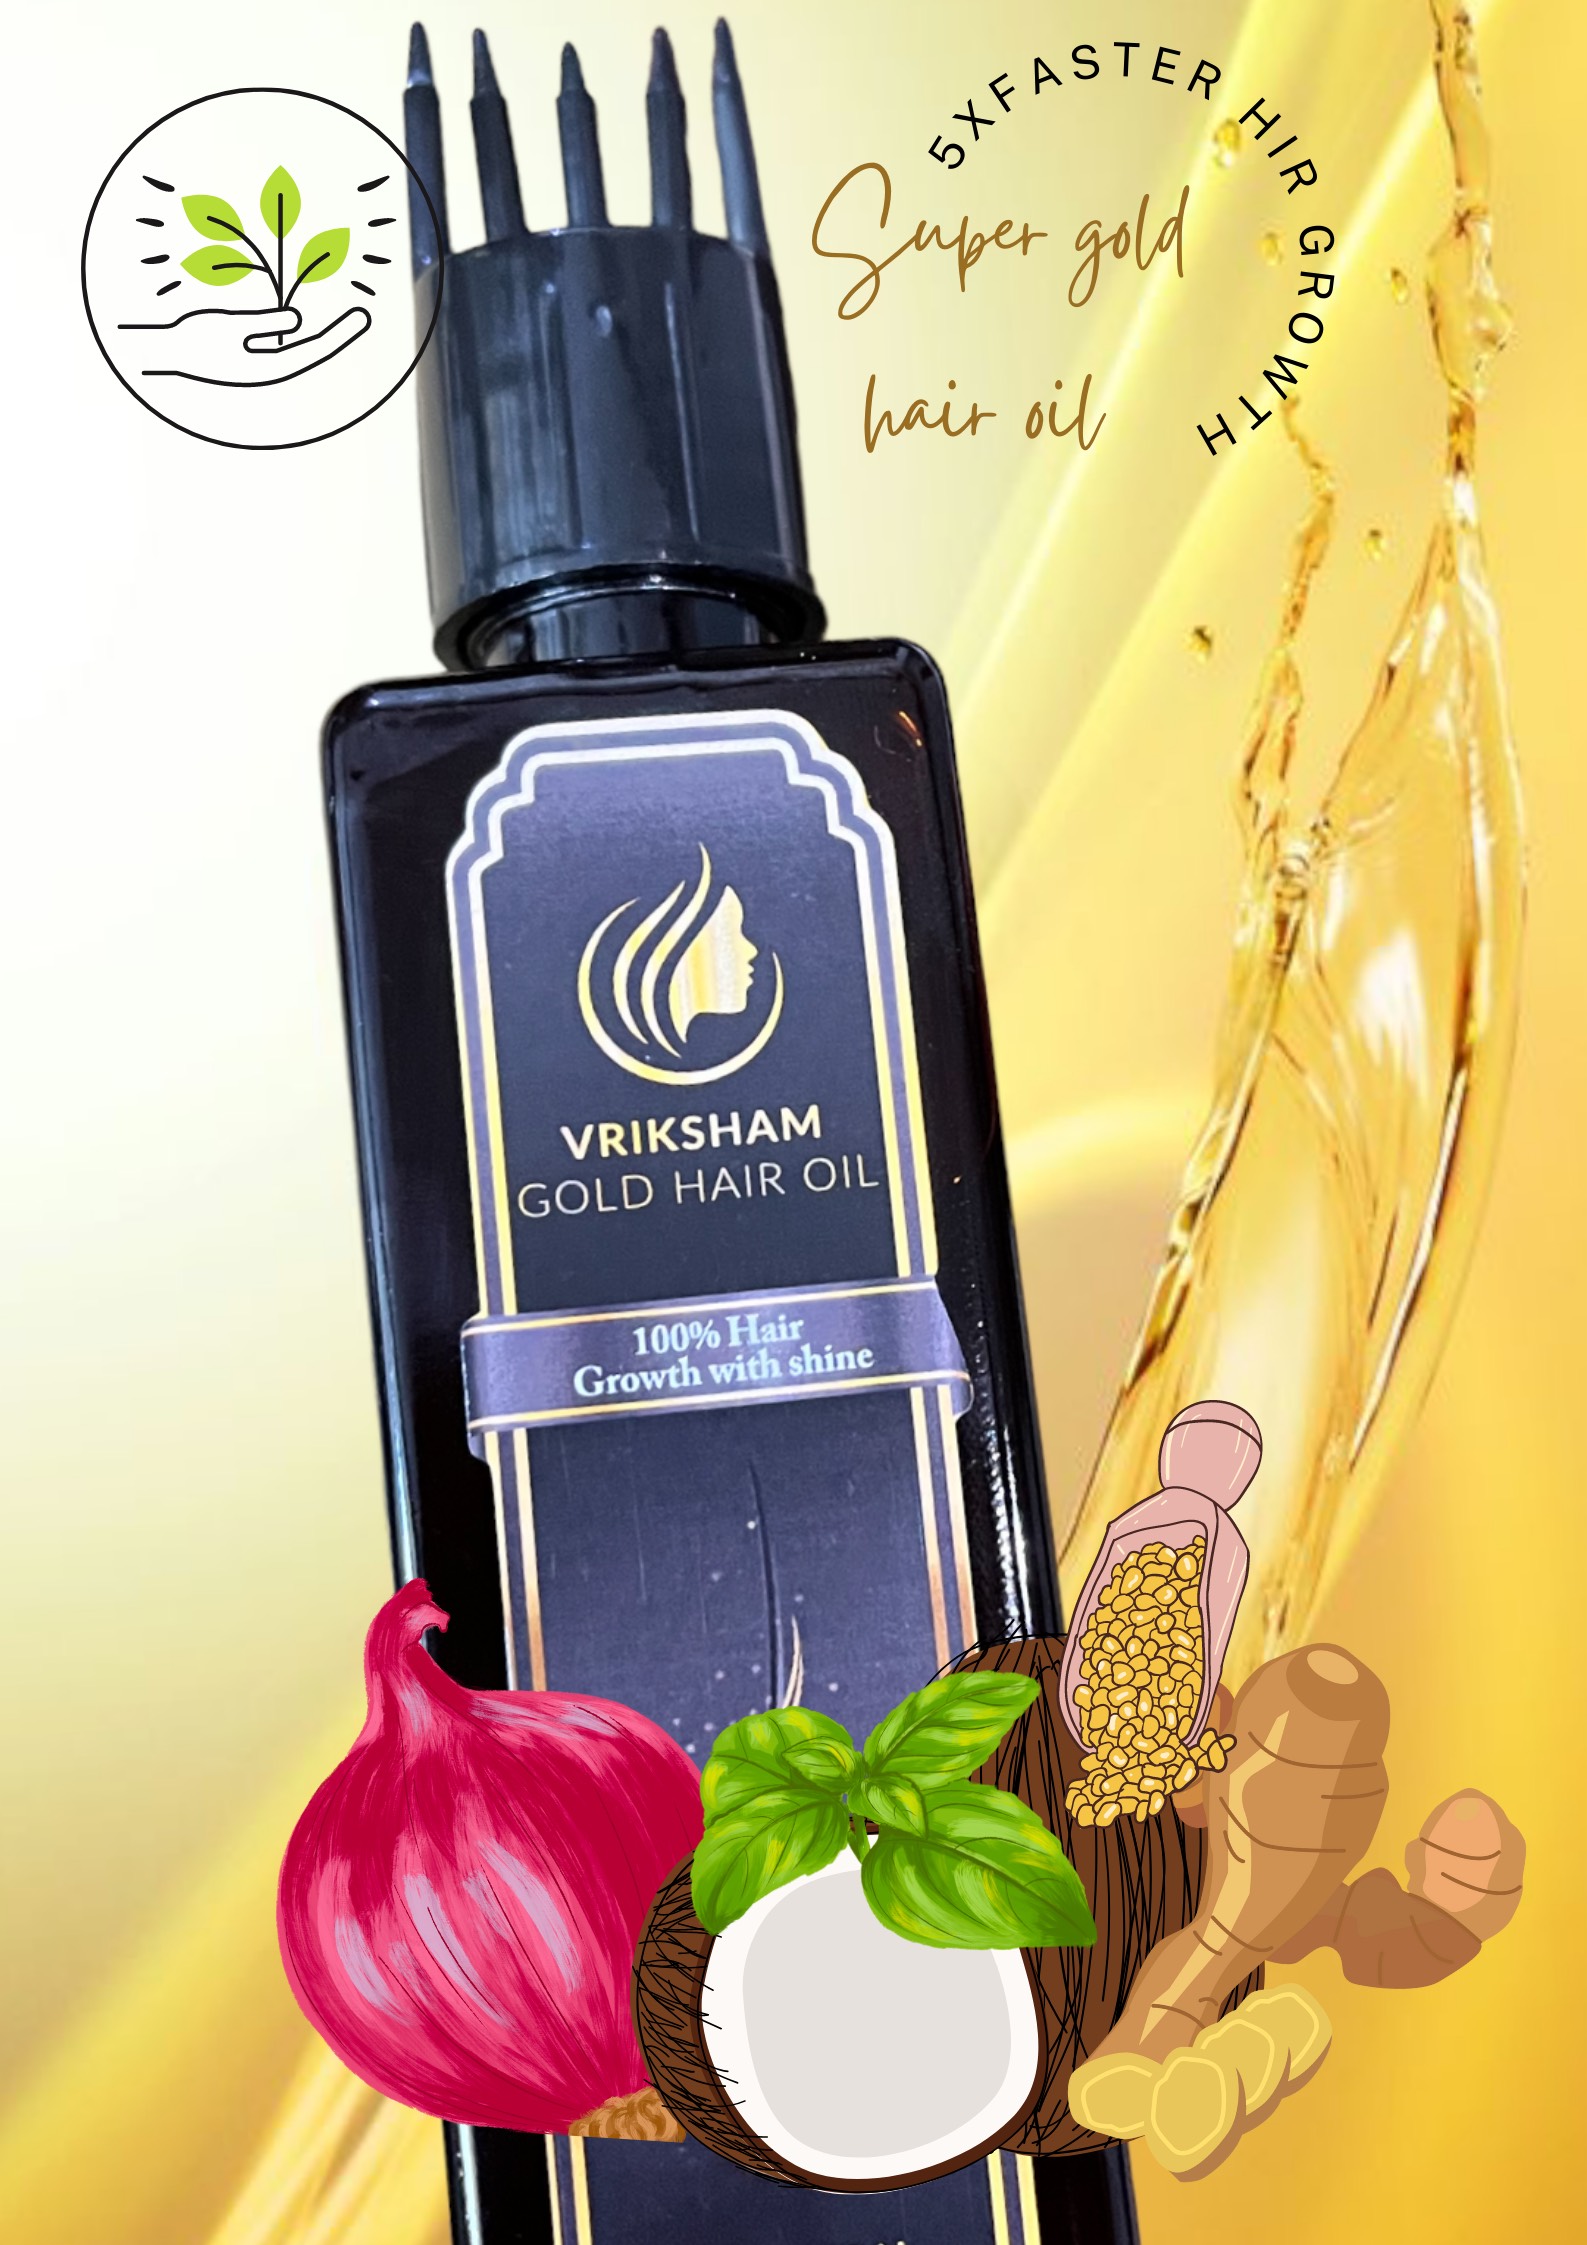 5XFASTER HIR GROWTH
Super gold
hair oil
VRIKSHAM
GOLD HAIR OIL
100% Hair
Growth with shine